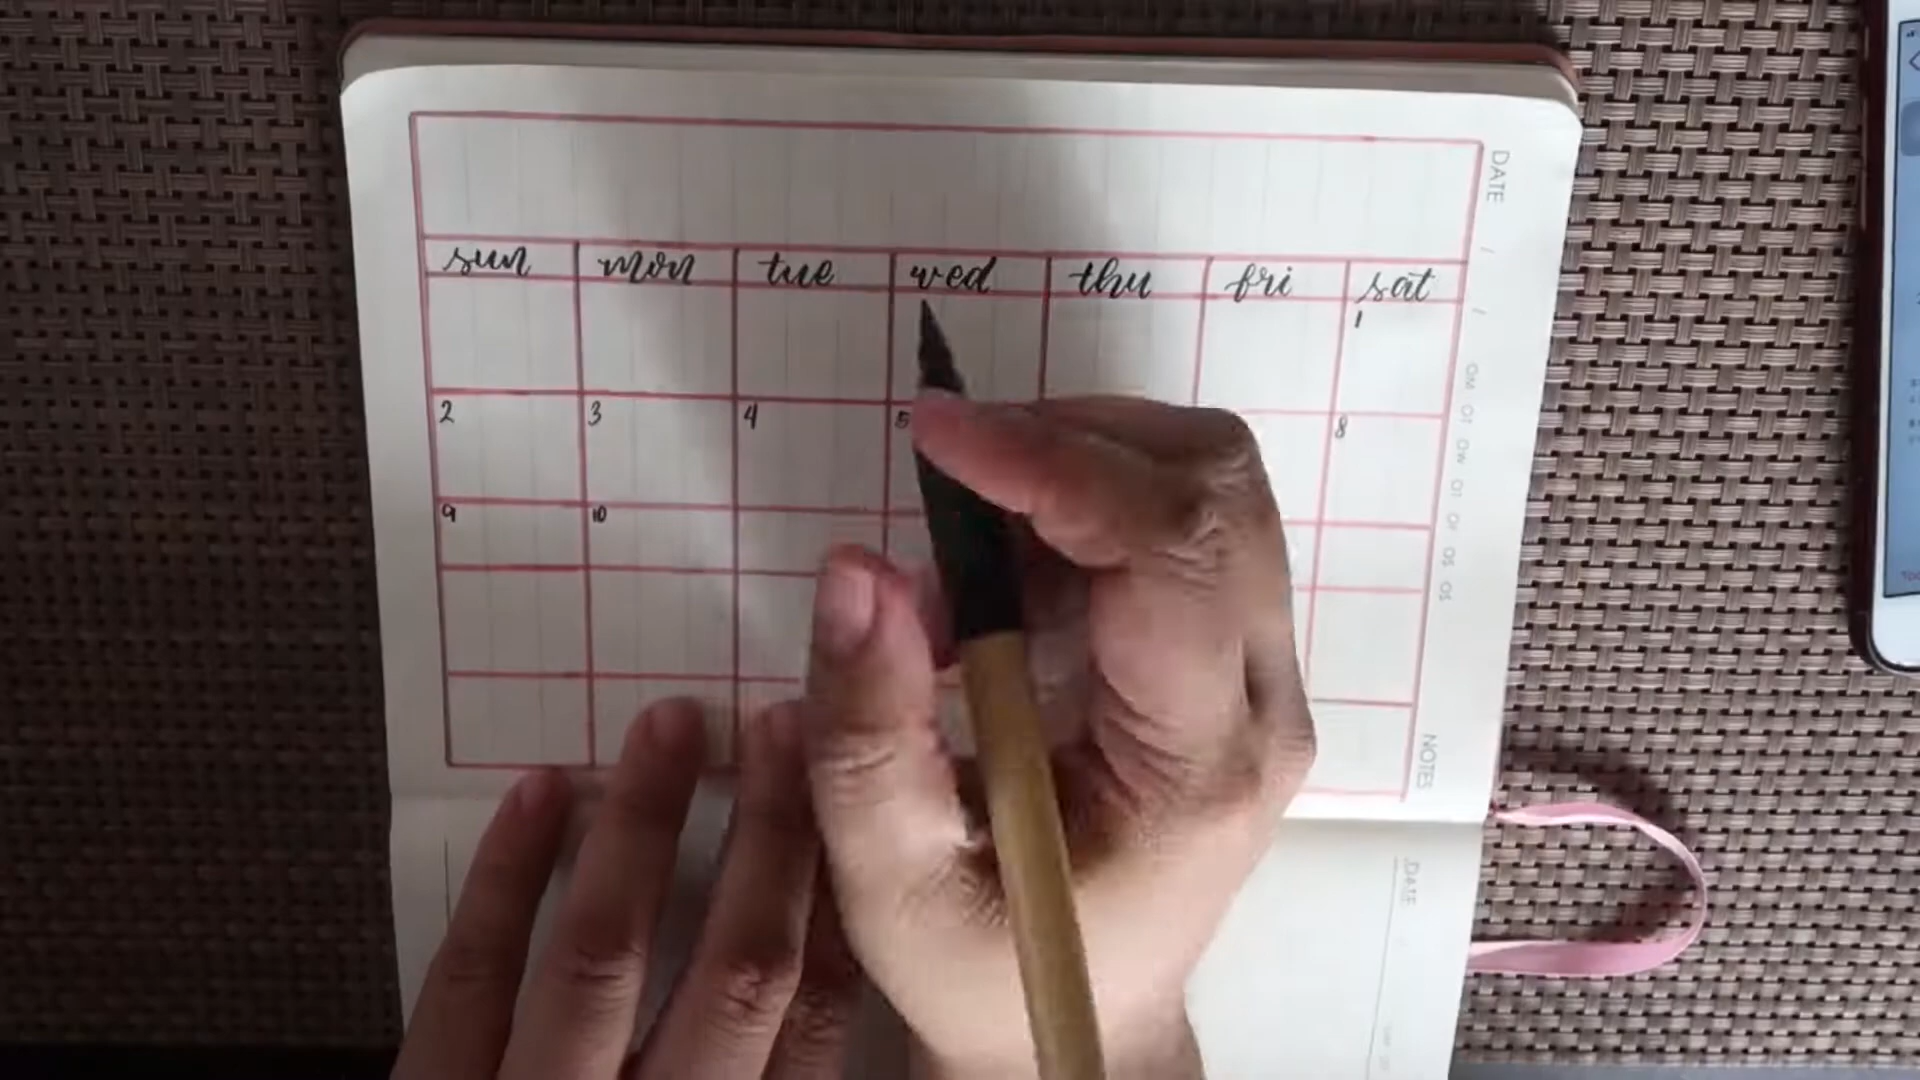 DATE / /
sun mon tue wed thu fri sat
1
2 3 4 5 8
9 10
NOTES
DATE